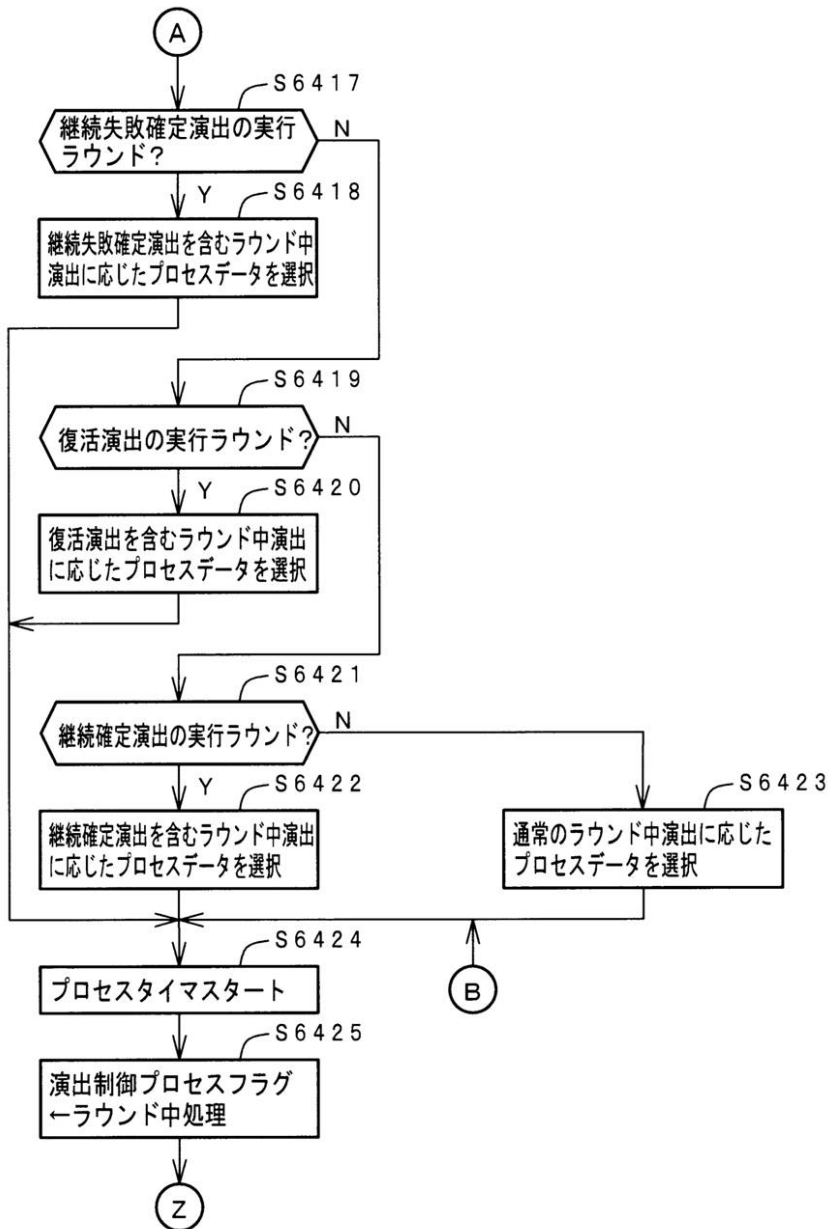 A
S6417
継続失敗確定演出の実行
ラウンド?
N
Y
S6418
継続失敗確定演出を含むラウンド中
演出に応じたプロセスデータを選択
S6419
復活演出の実行ラウンド?
N
Y
S6420
復活演出を含むラウンド中演出
に応じたプロセスデータを選択
S6421
継続確定演出の実行ラウンド?
N
Y
S6422
継続確定演出を含むラウンド中演出
に応じたプロセスデータを選択
S6423
通常のラウンド中演出に応じた
プロセスデータを選択
S6424
プロセスタイマスタート
B
S6425
演出制御プロセスフラグ
←ラウンド中処理
Z